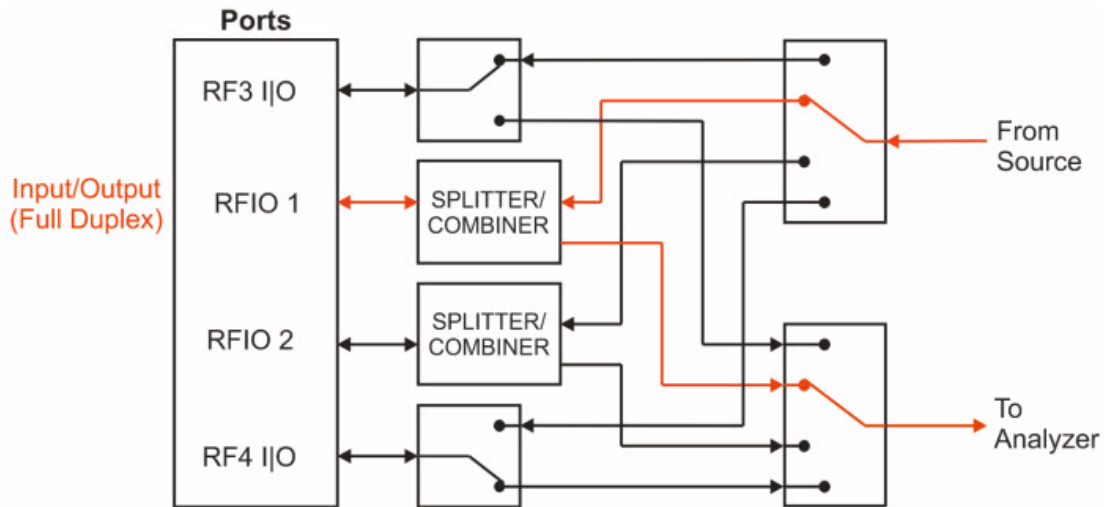 Ports
RF3 I|O
Input/Output
(Full Duplex)
RFIO 1
SPLITTER/
COMBINER
From
Source
RFIO 2
SPLITTER/
COMBINER
RF4 I|O
To
Analyzer